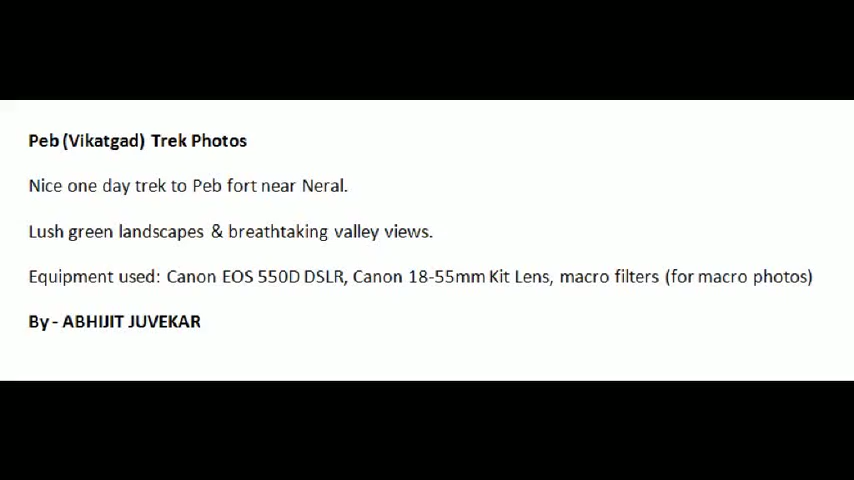 Peb (Vikatgad) Trek Photos
Nice one day trek to Peb fort near Neral.
Lush green landscapes & breathtaking valley views.
Equipment used: Canon EOS 550D DSLR, Canon 18-55mm Kit Lens, macro filters (for macro photos)
By - ABHIJIT JUVEKAR